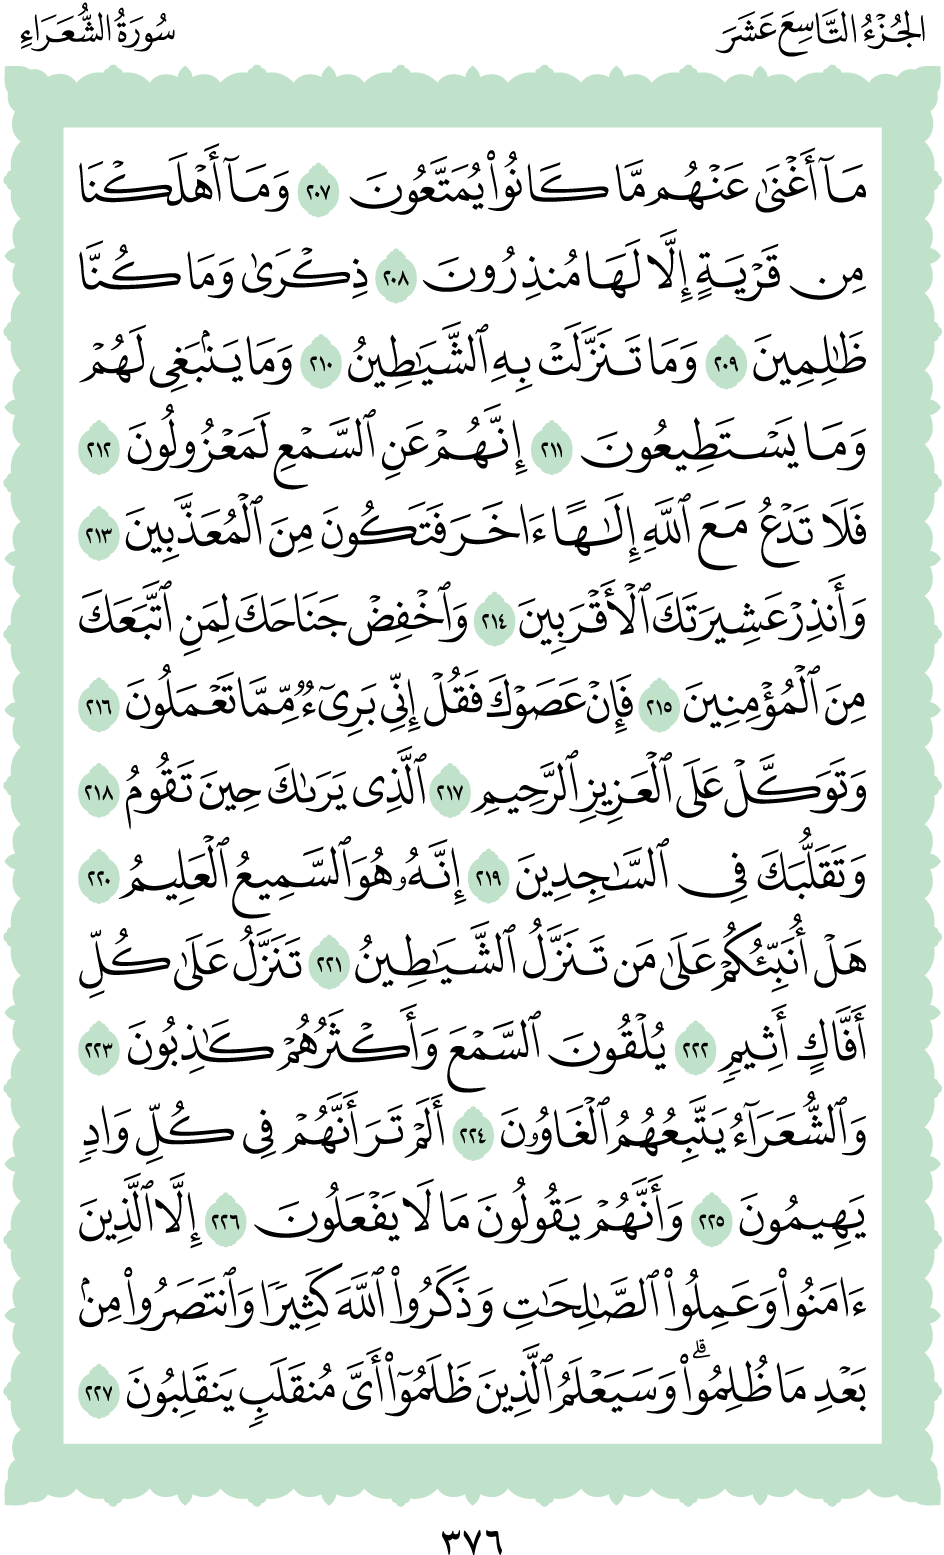 الجُزْءُ التَّاسِعَ عَشَرَ
سُورَةُ الشُّعَرَاءِ
مَآ أَغْنَىٰ عَنْهُم مَّا كَانُوا۟ يُمَتَّعُونَ ٢٠٧ وَمَآ أَهْلَكْنَا
مِن قَرْيَةٍ إِلَّا لَهَا مُنذِرُونَ ٢٠٨ ذِكْرَىٰ وَمَا كُنَّا
ظَٰلِمِينَ ٢٠٩ وَمَا تَنَزَّلَتْ بِهِ ٱلشَّيَٰطِينُ ٢١٠ وَمَا يَنۢبَغِى لَهُمْ
وَمَا يَسْتَطِيعُونَ ٢١١ إِنَّهُمْ عَنِ ٱلسَّمْعِ لَمَعْزُولُونَ ٢١٢
فَلَا تَدْعُ مَعَ ٱللَّهِ إِلَٰهًا ءَاخَرَ فَتَكُونَ مِنَ ٱلْمُعَذَّبِينَ ٢١٣
وَأَنذِرْ عَشِيرَتَكَ ٱلْأَقْرَبِينَ ٢١٤ وَٱخْفِضْ جَنَاحَكَ لِمَنِ ٱتَّبَعَكَ
مِنَ ٱلْمُؤْمِنِينَ ٢١٥ فَإِنْ عَصَوْكَ فَقُلْ إِنِّى بَرِىٓءٌ مِّمَّا تَعْمَلُونَ ٢١٦
وَتَوَكَّلْ عَلَى ٱلْعَزِيزِ ٱلرَّحِيمِ ٢١٧ ٱلَّذِى يَرَىٰكَ حِينَ تَقُومُ ٢١٨
وَتَقَلُّبَكَ فِى ٱلسَّٰجِدِينَ ٢١٩ إِنَّهُۥ هُوَ ٱلسَّمِيعُ ٱلْعَلِيمُ ٢٢٠
هَلْ أُنَبِّئُكُمْ عَلَىٰ مَن تَنَزَّلُ ٱلشَّيَٰطِينُ ٢٢١ تَنَزَّلُ عَلَىٰ كُلِّ
أَفَّاكٍ أَثِيمٍ ٢٢٢ يُلْقُونَ ٱلسَّمْعَ وَأَكْثَرُهُمْ كَٰذِبُونَ ٢٢٣
وَٱلشُّعَرَآءُ يَتَّبِعُهُمُ ٱلْغَاوُۥنَ ٢٢٤ أَلَمْ تَرَ أَنَّهُمْ فِى كُلِّ وَادٍ
يَهِيمُونَ ٢٢٥ وَأَنَّهُمْ يَقُولُونَ مَا لَا يَفْعَلُونَ ٢٢٦ إِلَّا ٱلَّذِينَ
ءَامَنُوا۟ وَعَمِلُوا۟ ٱلصَّٰلِحَٰتِ وَذَكَرُوا۟ ٱللَّهَ كَثِيرًا وَٱنتَصَرُوا۟ مِنۢ
بَعْدِ مَا ظُلِمُوا۟ ۗ وَسَيَعْلَمُ ٱلَّذِينَ ظَلَمُوٓا۟ أَىَّ مُنقَلَبٍ يَنقَلِبُونَ ٢٢٧
٣٧٦